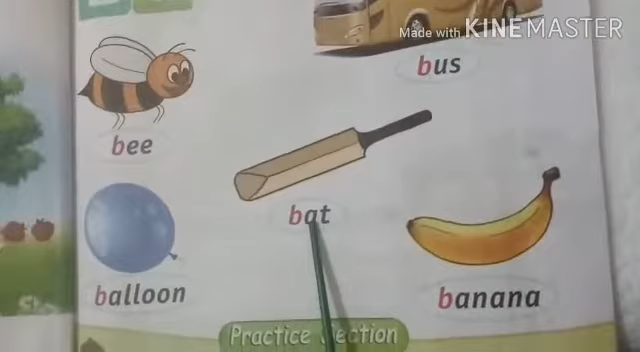 Made with KINEMASTER
bus
bee
bat
balloon
banana
Practice Section